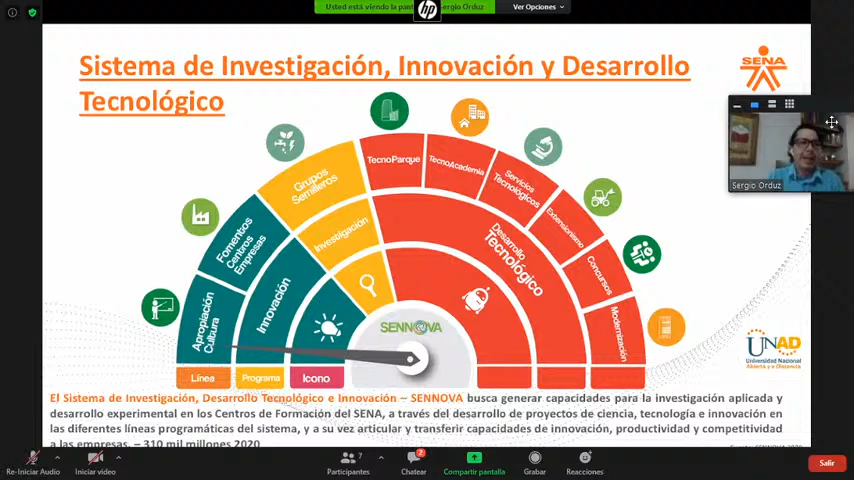 Usted está viendo la pant
Sergio Orduz
Ver Opciones
hp
Sistema de Investigación, Innovación y Desarrollo
Tecnológico
SENA
Sergio Orduz
TecnoParque
TecnoAcademia
Servicios
Tecnológicos
Extensionismo
Concursos
Modernización
Grupos
Semilleros
Investigación
Desarrollo
Tecnológico
Fomentos
Centros
Empresas
Innovación
Apropiación
Cultura
SENNOVA
Línea
Programa
Icono
UNAD
Universidad Nacional
Abierta y a Distancia
El Sistema de Investigación, Desarrollo Tecnológico e Innovación – SENNOVA busca generar capacidades para la investigación aplicada y
desarrollo experimental en los Centros de Formación del SENA, a través del desarrollo de proyectos de ciencia, tecnología e innovación en
las diferentes líneas programáticas del sistema, y a su vez articular y transferir capacidades de innovación, productividad y competitividad
a las empresas. – 310 mil millones 2020
Re-Iniciar Audio
Iniciar video
7
Participantes
2
Chatear
Compartir pantalla
Grabar
Reacciones
Salir